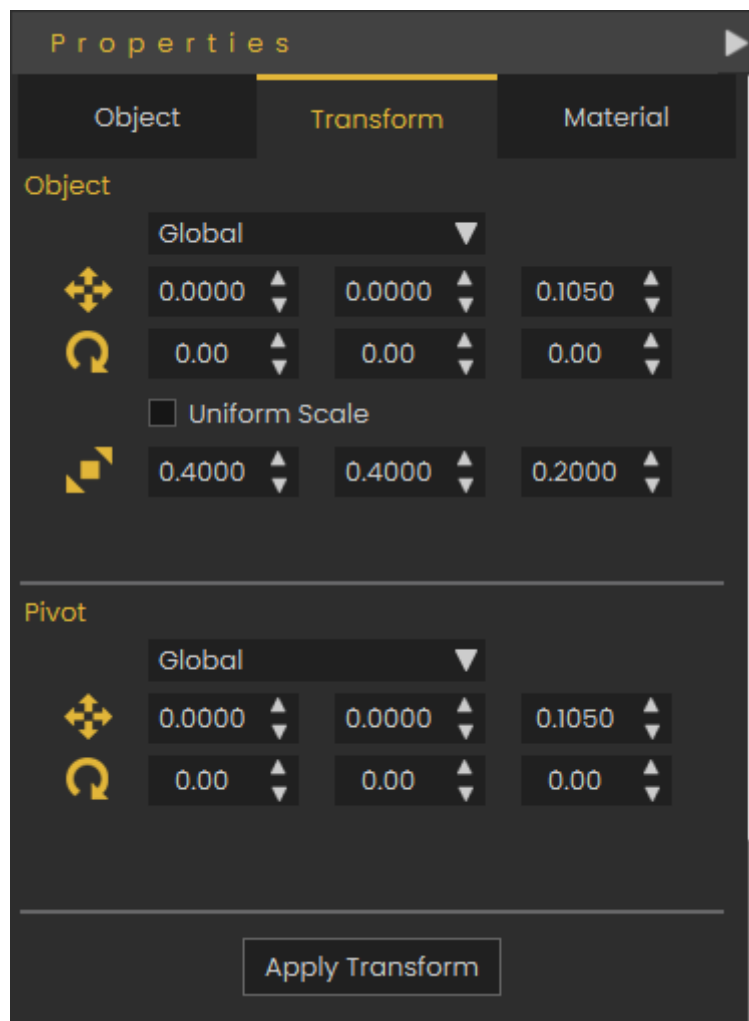 Properties
Object Transform Material
Object
Global
0.0000 0.0000 0.1050
0.00 0.00 0.00
Uniform Scale
0.4000 0.4000 0.2000
Pivot
Global
0.0000 0.0000 0.1050
0.00 0.00 0.00
Apply Transform